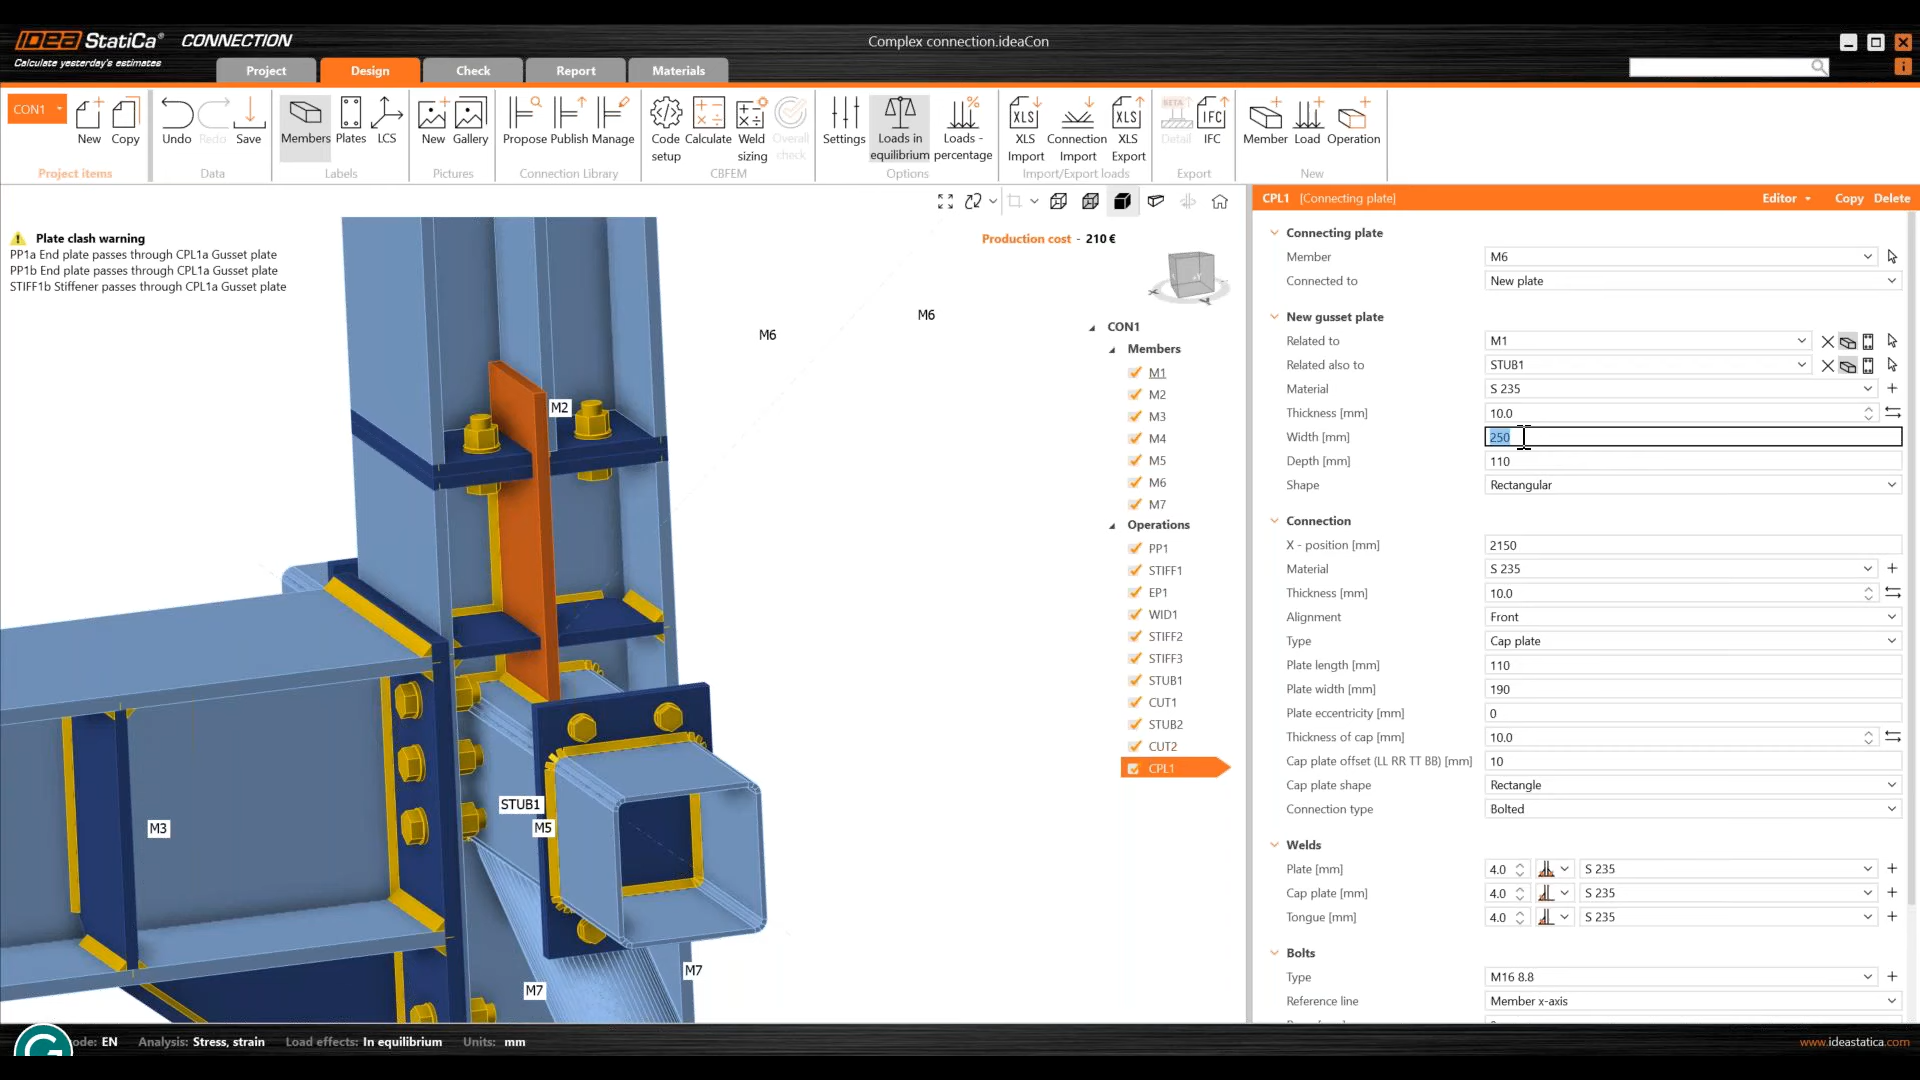 IDEA StatiCa® CONNECTION
Calculate yesterday's estimates
Complex connection.ideaCon
Project
Design
Check
Report
Materials
CON1
New
Copy
Undo
Redo
Save
Members
Plates
LCS
New
Gallery
Propose
Publish
Manage
Code setup
Calculate
Weld sizing
Overall check
Settings
Loads in equilibrium
Loads - percentage
XLS Import
Connection Import
XLS Export
BETA
Detail
IFC
Member
Load
Operation
Project items
Data
Labels
Pictures
Connection Library
CBFEM
Options
Import/Export loads
Export
New
Plate clash warning
PP1a End plate passes through CPL1a Gusset plate
PP1b End plate passes through CPL1a Gusset plate
STIFF1b Stiffener passes through CPL1a Gusset plate
Production cost - 210 €
M6
M6
M2
M3
STUB1
M5
M7
M7
CON1
Members
M1
M2
M3
M4
M5
M6
M7
Operations
PP1
STIFF1
EP1
WID1
STIFF2
STIFF3
STUB1
CUT1
STUB2
CUT2
CPL1
CPL1 [Connecting plate]
Editor
Copy
Delete
Connecting plate
Member M6
Connected to New plate
New gusset plate
Related to M1
Related also to STUB1
Material S 235
Thickness [mm] 10.0
Width [mm] 250
Depth [mm] 110
Shape Rectangular
Connection
X - position [mm] 2150
Material S 235
Thickness [mm] 10.0
Alignment Front
Type Cap plate
Plate length [mm] 110
Plate width [mm] 190
Plate eccentricity [mm] 0
Thickness of cap [mm] 10.0
Cap plate offset (LL RR TT BB) [mm] 10
Cap plate shape Rectangle
Connection type Bolted
Welds
Plate [mm] 4.0 S 235
Cap plate [mm] 4.0 S 235
Tongue [mm] 4.0 S 235
Bolts
Type M16 8.8
Reference line Member x-axis
ode: EN
Analysis: Stress, strain
Load effects: In equilibrium
Units: mm
www.ideastatica.com